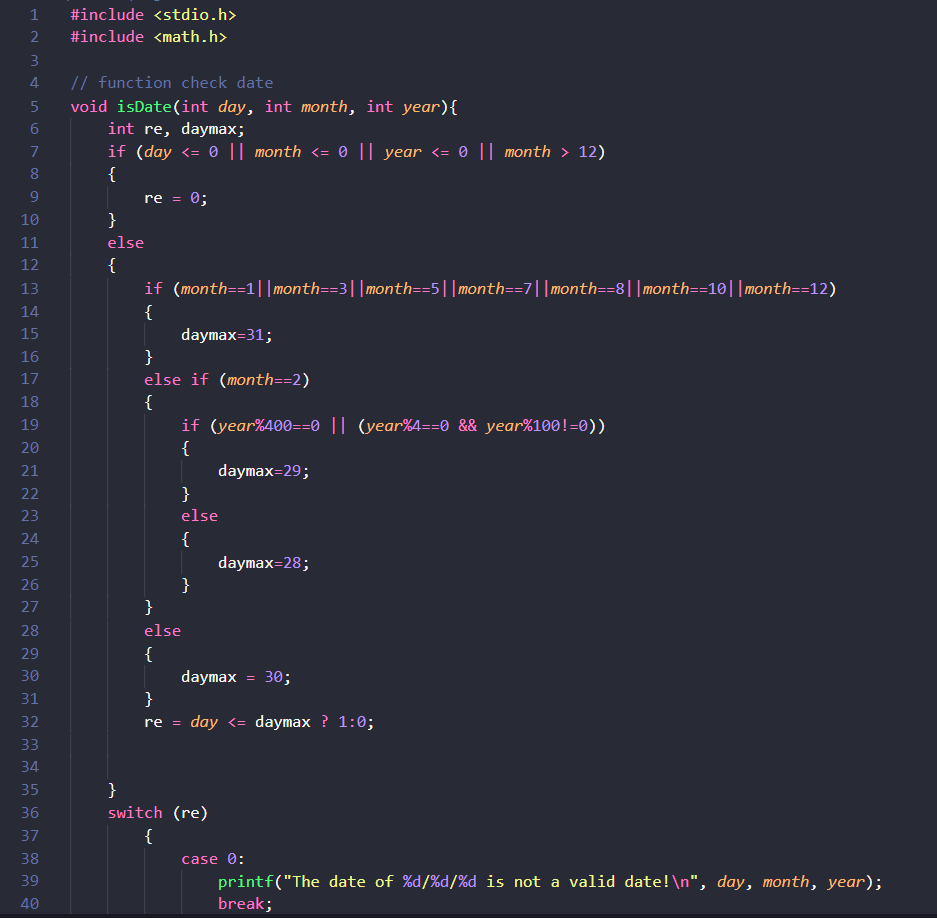 1 #include <stdio.h>
2 #include <math.h>
3
4 // function check date
5 void isDate(int day, int month, int year){
6     int re, daymax;
7     if (day <= 0 || month <= 0 || year <= 0 || month > 12)
8     {
9         re = 0;
10     }
11     else
12     {
13         if (month==1||month==3||month==5||month==7||month==8||month==10||month==12)
14         {
15             daymax=31;
16         }
17         else if (month==2)
18         {
19             if (year%400==0 || (year%4==0 && year%100!=0))
20             {
21                 daymax=29;
22             }
23             else
24             {
25                 daymax=28;
26             }
27         }
28         else
29         {
30             daymax = 30;
31         }
32         re = day <= daymax ? 1:0;
33
34
35     }
36     switch (re)
37         {
38             case 0:
39                 printf("The date of %d/%d/%d is not a valid date!\n", day, month, year);
40                 break;